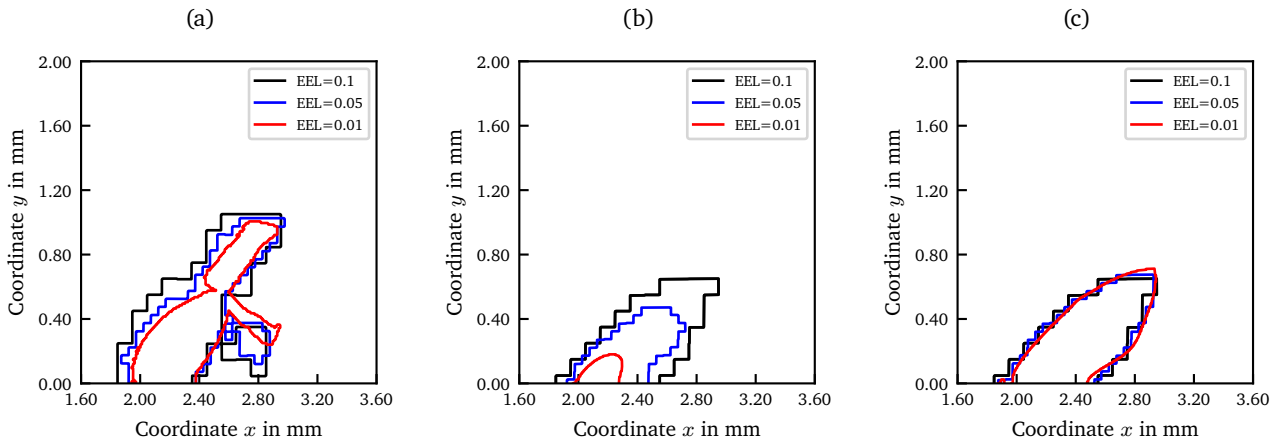 (a)
(b)
(c)
2.00
1.60
1.20
0.80
0.40
0.00
1.60
2.00
2.40
2.80
3.20
3.60
Coordinate y in mm
Coordinate x in mm
EEL=0.1
EEL=0.05
EEL=0.01
2.00
1.60
1.20
0.80
0.40
0.00
1.60
2.00
2.40
2.80
3.20
3.60
Coordinate y in mm
Coordinate x in mm
EEL=0.1
EEL=0.05
EEL=0.01
2.00
1.60
1.20
0.80
0.40
0.00
1.60
2.00
2.40
2.80
3.20
3.60
Coordinate y in mm
Coordinate x in mm
EEL=0.1
EEL=0.05
EEL=0.01